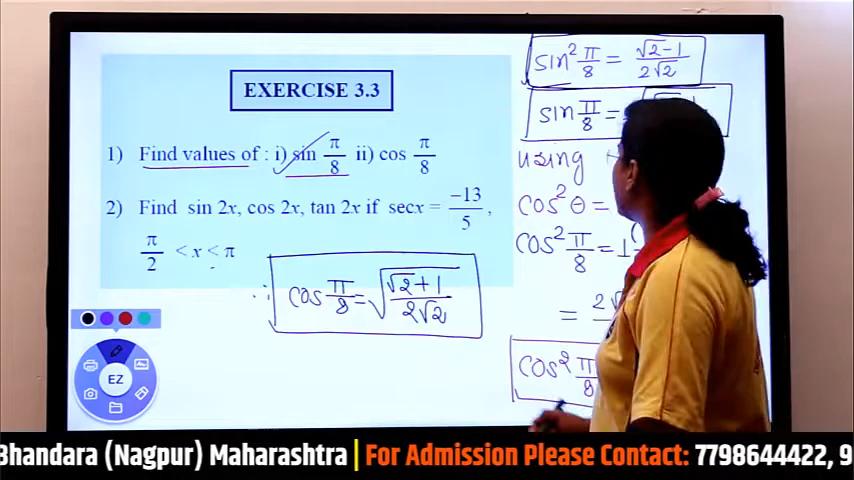 EXERCISE 3.3
1) Find values of : i) sin π/8 ii) cos π/8
2) Find sin 2x, cos 2x, tan 2x if secx = −13/5 ,
π/2 < x < π
∴ cos π/8 = √((√2+1)/(2√2))
sin² π/8 = (√2−1)/(2√2)
sin π/8 =
using
cos² θ =
cos² π/8 = 1
= 2
cos² π/8
EZ
Bhandara (Nagpur) Maharashtra | For Admission Please Contact: 7798644422, 9